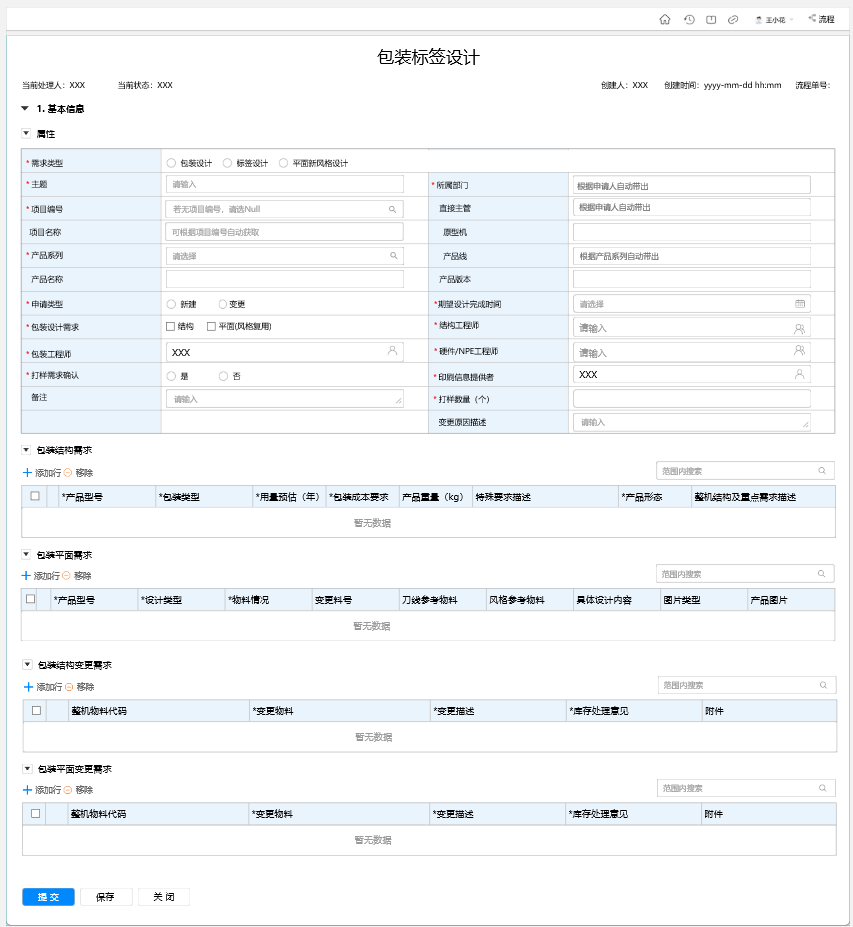 王小花 流程
包装标签设计
当前处理人：XXX 当前状态：XXX 创建人：XXX 创建时间：yyyy-mm-dd hh:mm 流程单号：
1. 基本信息
属性
*需求类型 包装设计 标签设计 平面新风格设计
*主题 请输入 *所属部门 根据申请人自动带出
*项目编号 若无项目编号，请选Null 直接主管 根据申请人自动带出
项目名称 可根据项目编号自动获取 原型机
*产品系列 请选择 产品线 根据产品系列自动带出
产品名称 产品版本
*申请类型 新建 变更 *期望设计完成时间 请选择
*包装设计需求 结构 平面(风格复用) *结构工程师 请输入
*包装工程师 XXX *硬件/NPE工程师 请输入
*打样需求确认 是 否 *印刷信息提供者 XXX
备注 请输入 *打样数量（个）
变更原因描述 请输入
包装结构需求
添加行 移除 范围内搜索
*产品型号 *包装类型 *用量预估（年） *包装成本要求 产品重量（kg） 特殊要求描述 *产品形态 整机结构及重点需求描述
暂无数据
包装平面需求
添加行 移除 范围内搜索
*产品型号 *设计类型 *物料情况 变更料号 刀线参考物料 风格参考物料 具体设计内容 图片类型 产品图片
暂无数据
包装结构变更需求
添加行 移除 范围内搜索
整机物料代码 *变更物料 *变更描述 *库存处理意见 附件
暂无数据
包装平面变更需求
添加行 移除 范围内搜索
整机物料代码 *变更物料 *变更描述 *库存处理意见 附件
暂无数据
提 交 保存 关 闭